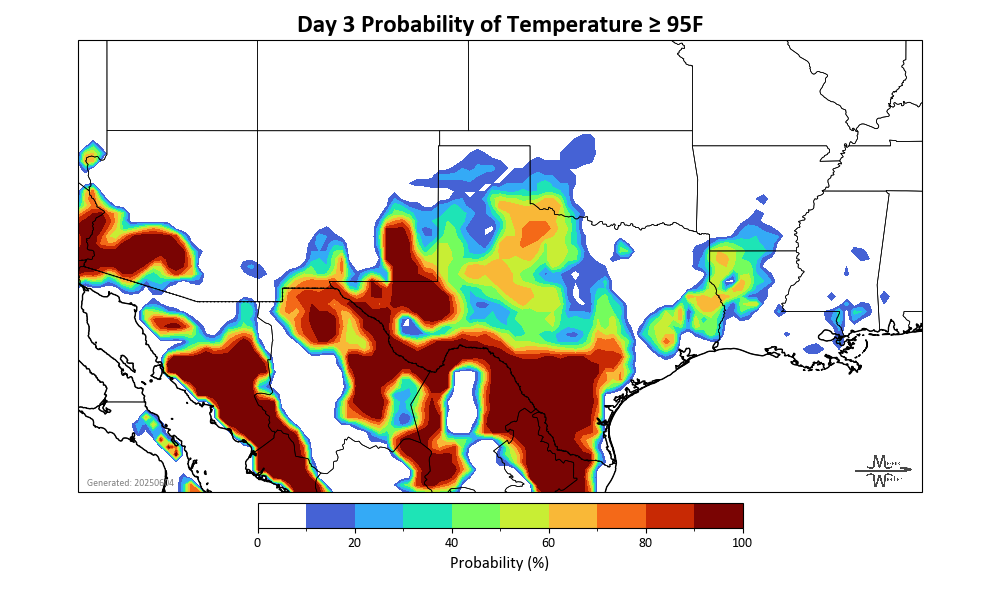 Day 3 Probability of Temperature ≥ 95F
Generated: 20250604
0 20 40 60 80 100
Probability (%)